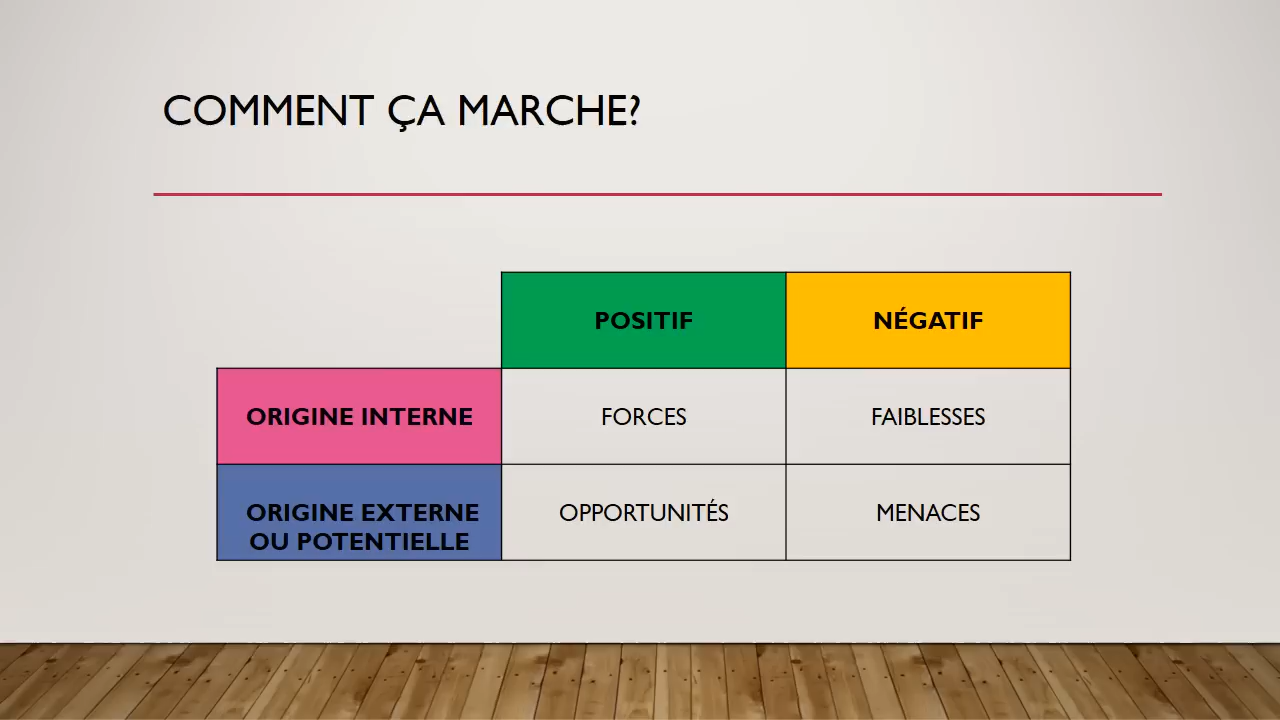 COMMENT ÇA MARCHE?
POSITIF
NÉGATIF
ORIGINE INTERNE
FORCES
FAIBLESSES
ORIGINE EXTERNE
OU POTENTIELLE
OPPORTUNITÉS
MENACES